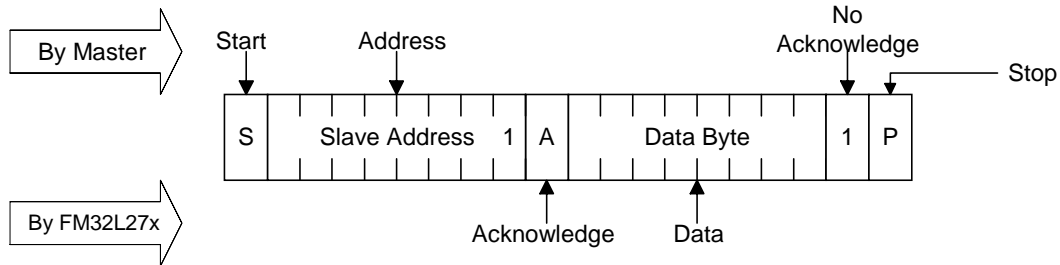 No
By Master
Start
Address
Acknowledge
Stop
S
Slave Address
1
A
Data Byte
1
P
By FM32L27x
Acknowledge
Data